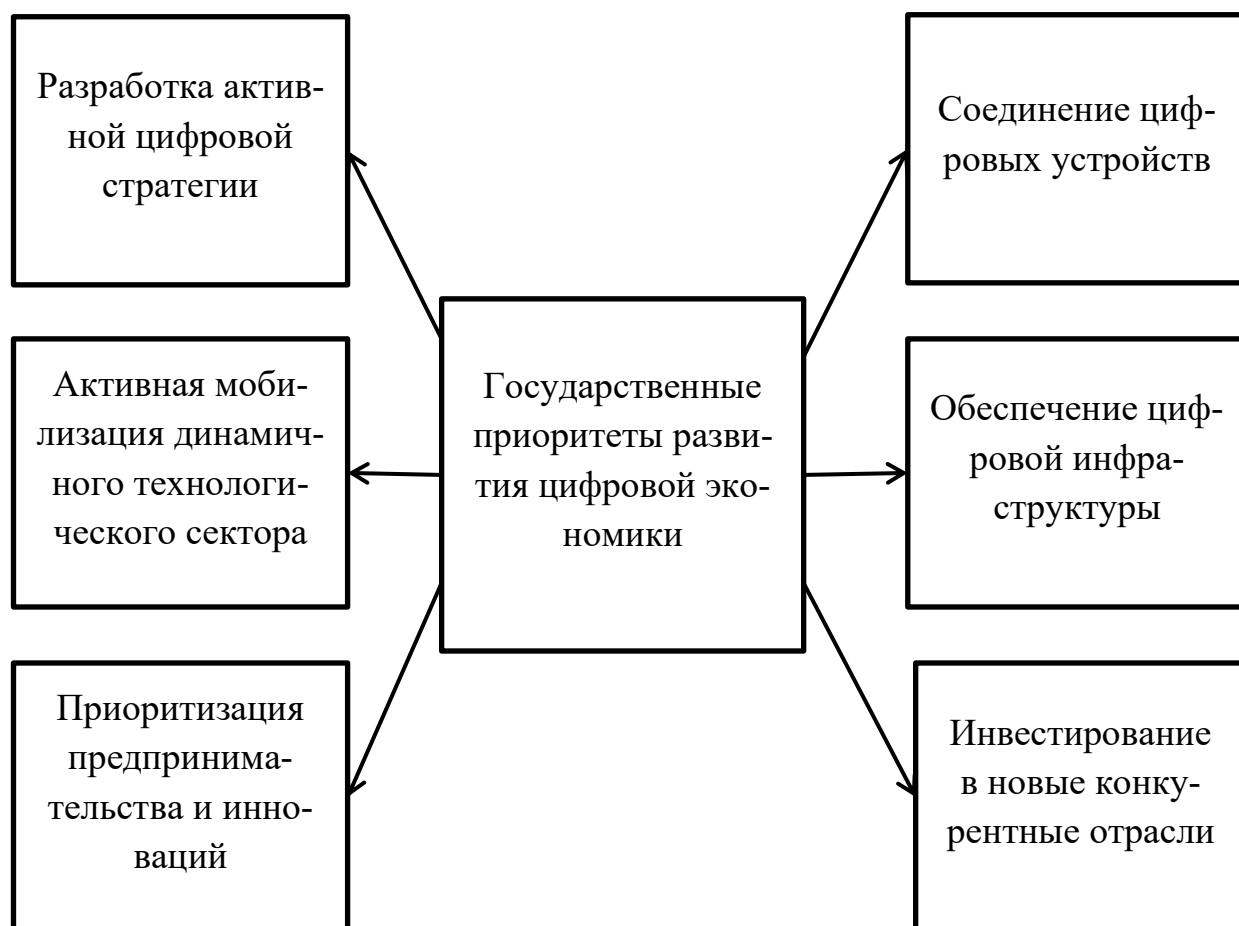 Разработка актив-
ной цифровой
стратегии
Соединение циф-
ровых устройств
Государственные
приоритеты разви-
тия цифровой эко-
номики
Активная моби-
лизация динамич-
ного технологи-
ческого сектора
Обеспечение циф-
ровой инфра-
структуры
Приоритизация
предпринима-
тельства и инно-
ваций
Инвестирование
в новые конку-
рентные отрасли